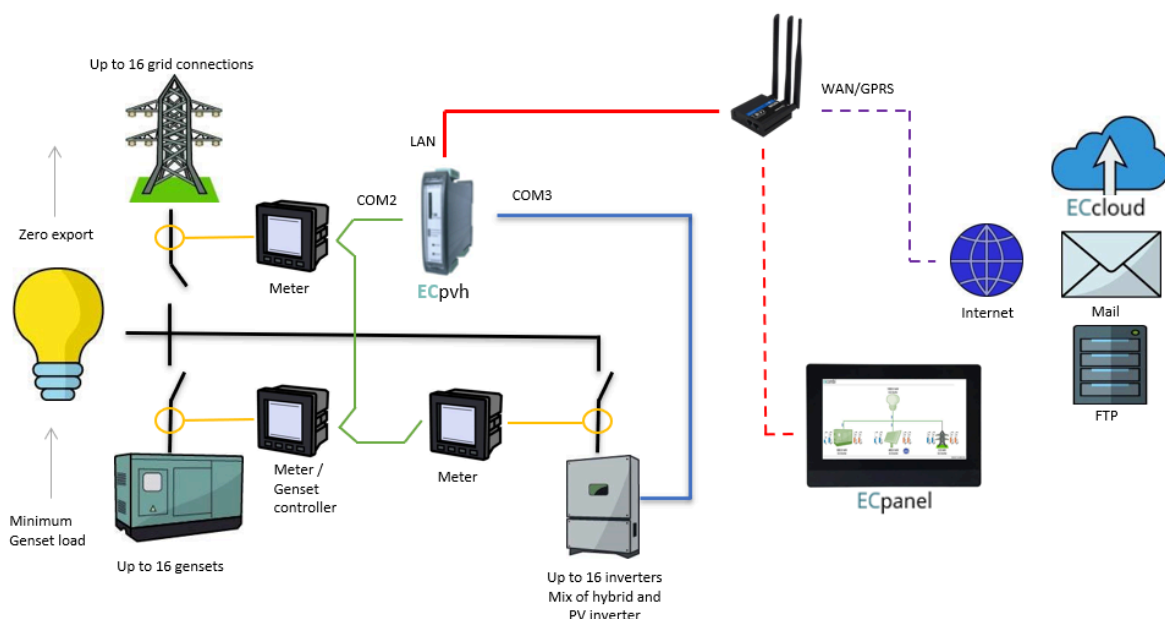 Up to 16 grid connections
WAN/GPRS
LAN
COM2
COM3
ECcloud
Zero export
Meter
ECpvh
Internet
Mail
FTP
Meter /
Genset
controller
Meter
ECpanel
Minimum
Genset load
Up to 16 gensets
Up to 16 inverters
Mix of hybrid and
PV inverter